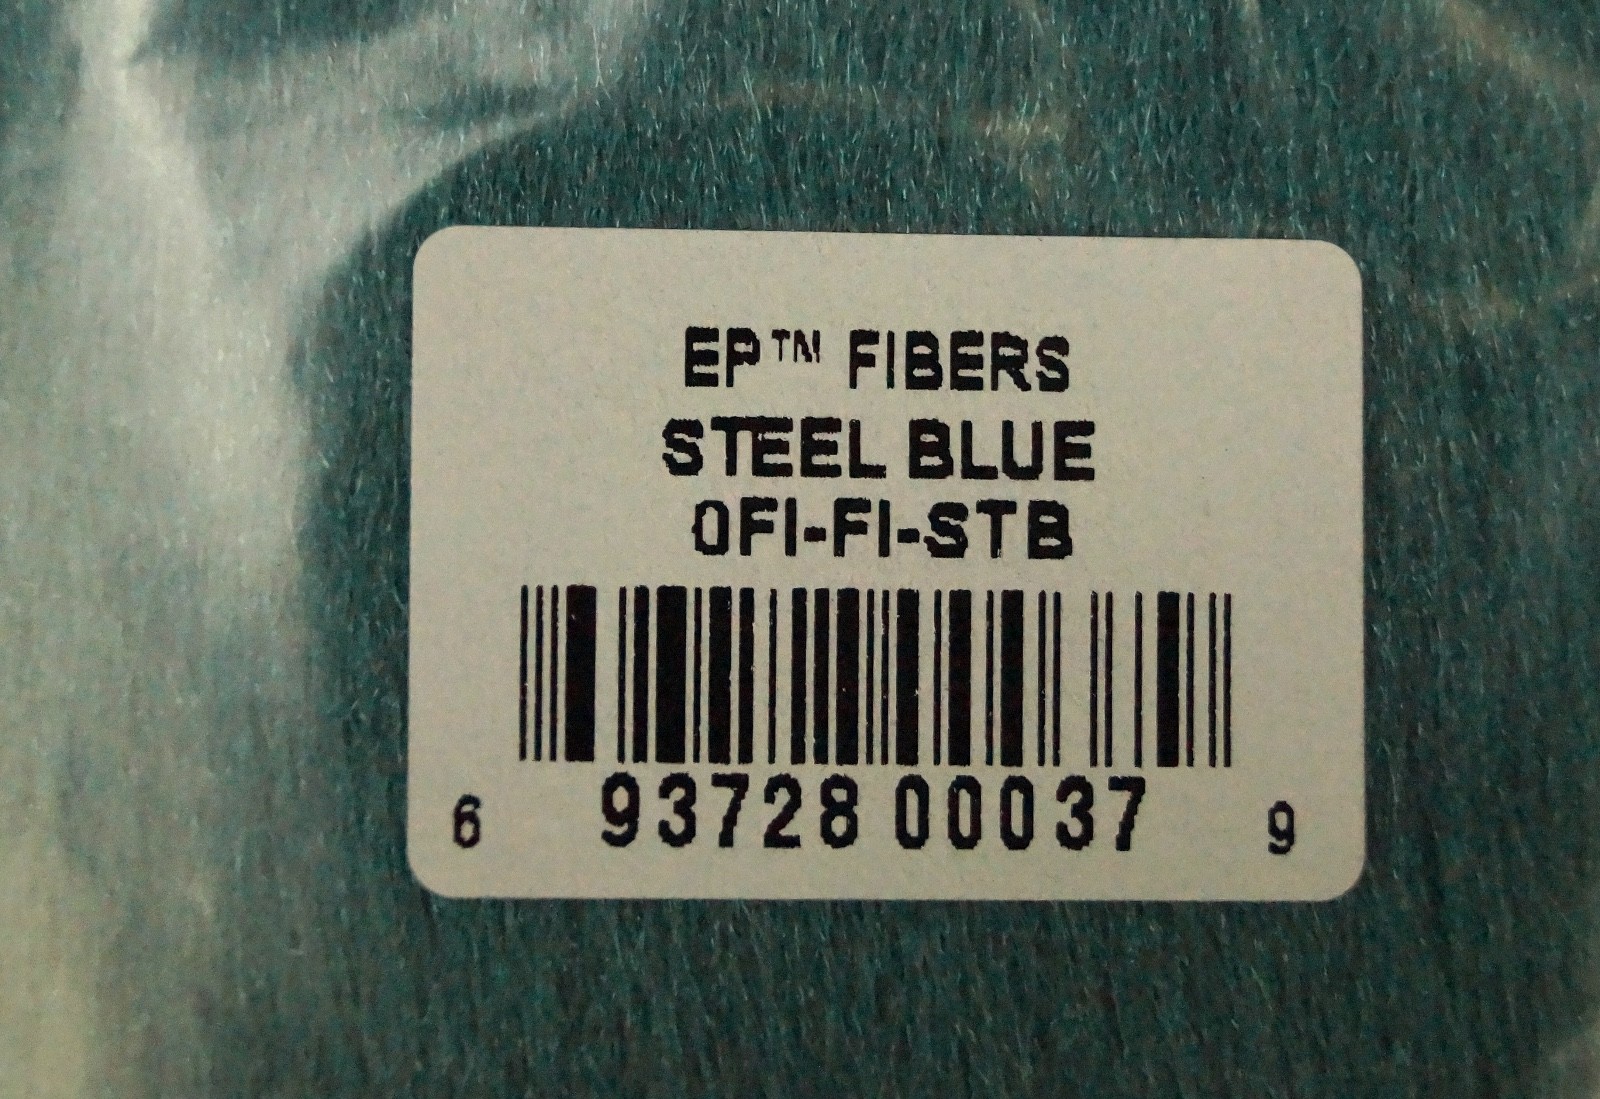 EP™ FIBERS
STEEL BLUE
0FI-FI-STB
6 93728 00037 9